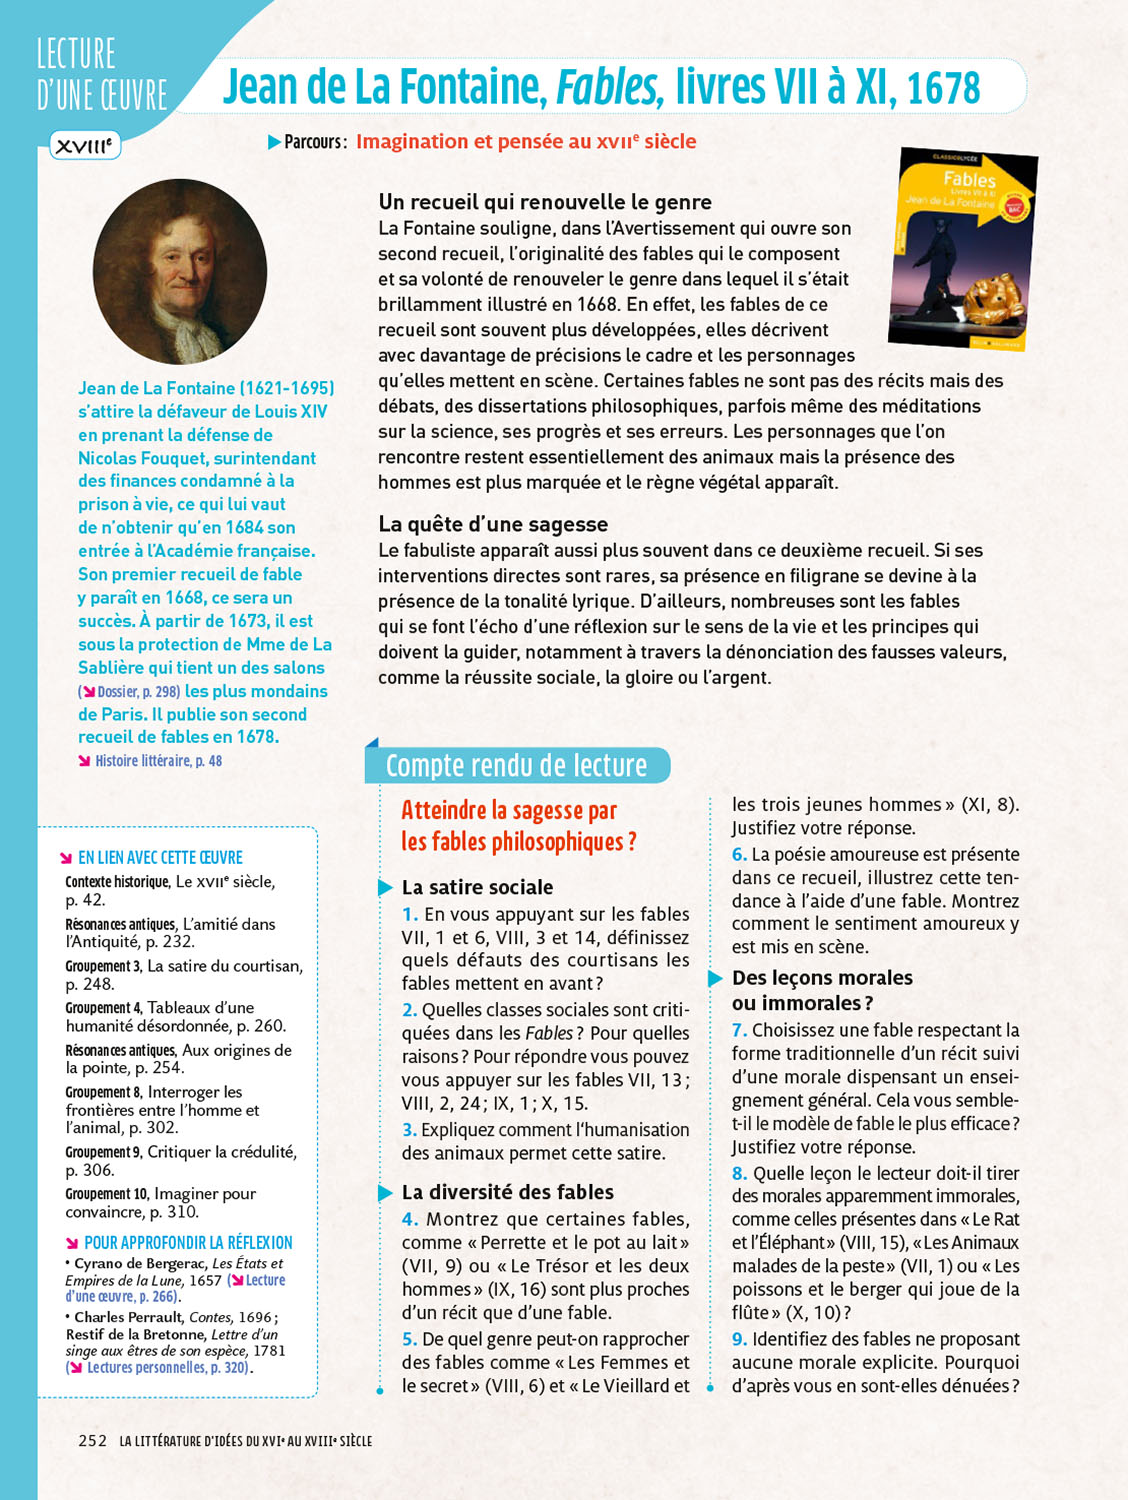 LECTURE
D'UNE ŒUVRE
XVIIIe
Jean de La Fontaine, Fables, livres VII à XI, 1678
Parcours : Imagination et pensée au XVIIe siècle
CLASSICOLYCÉE
Fables
Livres VII à XI
Jean de La Fontaine
BAC
Jean de La Fontaine (1621-1695)
s'attire la défaveur de Louis XIV
en prenant la défense de
Nicolas Fouquet, surintendant
des finances condamné à la
prison à vie, ce qui lui vaut
de n'obtenir qu'en 1684 son
entrée à l'Académie française.
Son premier recueil de fable
y paraît en 1668, ce sera un
succès. À partir de 1673, il est
sous la protection de Mme de La
Sablière qui tient un des salons
(Dossier, p. 298) les plus mondains
de Paris. Il publie son second
recueil de fables en 1678.
Histoire littéraire, p. 48
Un recueil qui renouvelle le genre
La Fontaine souligne, dans l'Avertissement qui ouvre son
second recueil, l'originalité des fables qui le composent
et sa volonté de renouveler le genre dans lequel il s'était
brillamment illustré en 1668. En effet, les fables de ce
recueil sont souvent plus développées, elles décrivent
avec davantage de précisions le cadre et les personnages
qu'elles mettent en scène. Certaines fables ne sont pas des récits mais des
débats, des dissertations philosophiques, parfois même des méditations
sur la science, ses progrès et ses erreurs. Les personnages que l'on
rencontre restent essentiellement des animaux mais la présence des
hommes est plus marquée et le règne végétal apparaît.
La quête d'une sagesse
Le fabuliste apparaît aussi plus souvent dans ce deuxième recueil. Si ses
interventions directes sont rares, sa présence en filigrane se devine à la
présence de la tonalité lyrique. D'ailleurs, nombreuses sont les fables
qui se font l'écho d'une réflexion sur le sens de la vie et les principes qui
doivent la guider, notamment à travers la dénonciation des fausses valeurs,
comme la réussite sociale, la gloire ou l'argent.
EN LIEN AVEC CETTE ŒUVRE
Contexte historique, Le XVIIe siècle,
p. 42.
Résonances antiques, L'amitié dans
l'Antiquité, p. 232.
Groupement 3, La satire du courtisan,
p. 248.
Groupement 4, Tableaux d'une
humanité désordonnée, p. 260.
Résonances antiques, Aux origines de
la pointe, p. 254.
Groupement 8, Interroger les
frontières entre l'homme et
l'animal, p. 302.
Groupement 9, Critiquer la crédulité,
p. 306.
Groupement 10, Imaginer pour
convaincre, p. 310.
POUR APPROFONDIR LA RÉFLEXION
• Cyrano de Bergerac, Les États et
Empires de la Lune, 1657 (Lecture
d'une œuvre, p. 266).
• Charles Perrault, Contes, 1696 ;
Restif de la Bretonne, Lettre d'un
singe aux êtres de son espèce, 1781
(Lectures personnelles, p. 320).
Compte rendu de lecture
Atteindre la sagesse par
les fables philosophiques ?
La satire sociale
1. En vous appuyant sur les fables
VII, 1 et 6, VIII, 3 et 14, définissez
quels défauts des courtisans les
fables mettent en avant ?
2. Quelles classes sociales sont criti-
quées dans les Fables ? Pour quelles
raisons ? Pour répondre vous pouvez
vous appuyer sur les fables VII, 13 ;
VIII, 2, 24 ; IX, 1 ; X, 15.
3. Expliquez comment l'humanisation
des animaux permet cette satire.
La diversité des fables
4. Montrez que certaines fables,
comme « Perrette et le pot au lait »
(VII, 9) ou « Le Trésor et les deux
hommes » (IX, 16) sont plus proches
d'un récit que d'une fable.
5. De quel genre peut-on rapprocher
des fables comme « Les Femmes et
le secret » (VIII, 6) et « Le Vieillard et
les trois jeunes hommes » (XI, 8).
Justifiez votre réponse.
6. La poésie amoureuse est présente
dans ce recueil, illustrez cette ten-
dance à l'aide d'une fable. Montrez
comment le sentiment amoureux y
est mis en scène.
Des leçons morales
ou immorales ?
7. Choisissez une fable respectant la
forme traditionnelle d'un récit suivi
d'une morale dispensant un ensei-
gnement général. Cela vous semble-
t-il le modèle de fable le plus efficace ?
Justifiez votre réponse.
8. Quelle leçon le lecteur doit-il tirer
des morales apparemment immorales,
comme celles présentes dans « Le Rat
et l'Éléphant » (VIII, 15), « Les Animaux
malades de la peste » (VII, 1) ou « Les
poissons et le berger qui joue de la
flûte » (X, 10) ?
9. Identifiez des fables ne proposant
aucune morale explicite. Pourquoi
d'après vous en sont-elles dénuées ?
252 LA LITTÉRATURE D'IDÉES DU XVIe AU XVIIIe SIÈCLE